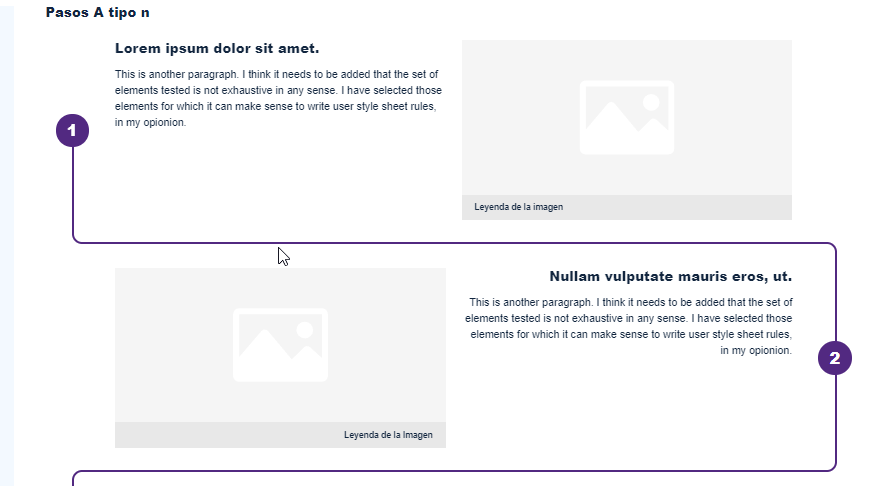 Pasos A tipo n
Lorem ipsum dolor sit amet.
This is another paragraph. I think it needs to be added that the set of
elements tested is not exhaustive in any sense. I have selected those
elements for which it can make sense to write user style sheet rules,
in my opionion.
1
Leyenda de la imagen
Nullam vulputate mauris eros, ut.
This is another paragraph. I think it needs to be added that the set of
elements tested is not exhaustive in any sense. I have selected those
elements for which it can make sense to write user style sheet rules,
in my opionion.
2
Leyenda de la Imagen